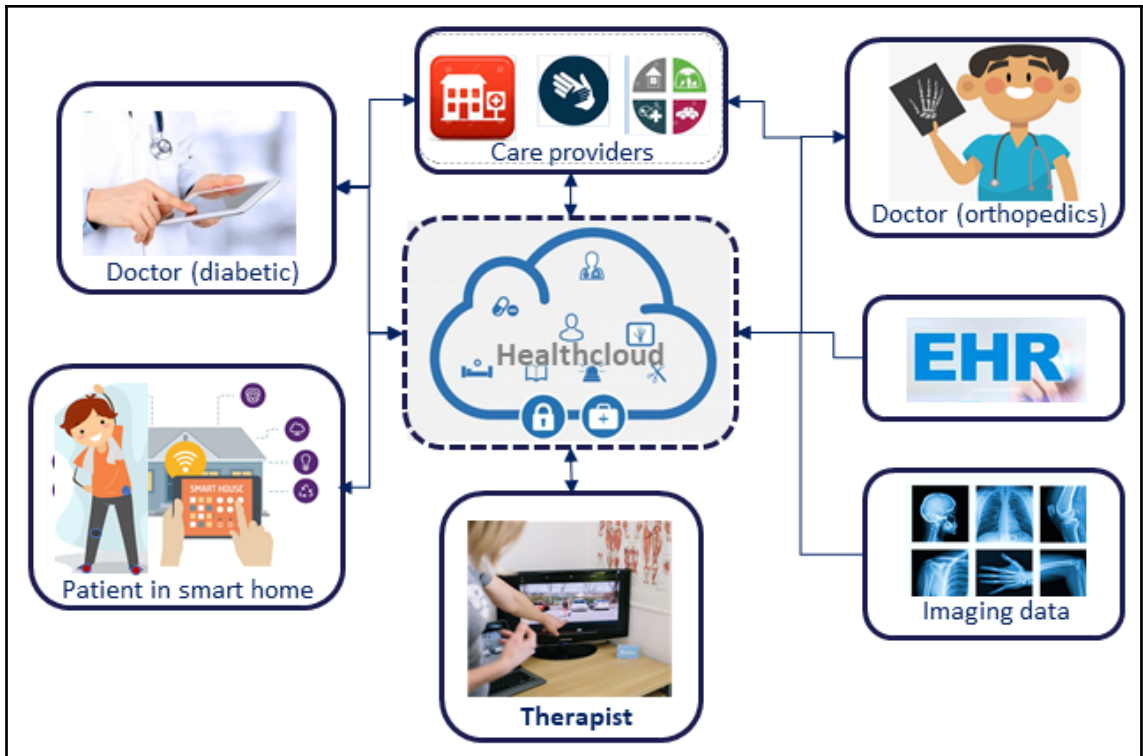 Care providers
Doctor (diabetic)
Doctor (orthopedics)
Healthcloud
EHR
SMART HOUSE
Patient in smart home
Imaging data
Therapist